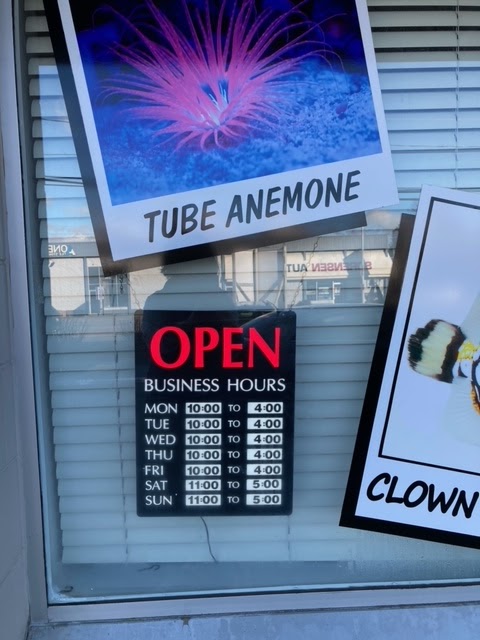 TUBE ANEMONE
OPEN
BUSINESS HOURS
MON 10:00 TO 4:00
TUE 10:00 TO 4:00
WED 10:00 TO 4:00
THU 10:00 TO 4:00
FRI 10:00 TO 4:00
SAT 11:00 TO 5:00
SUN 11:00 TO 5:00
CLOWN